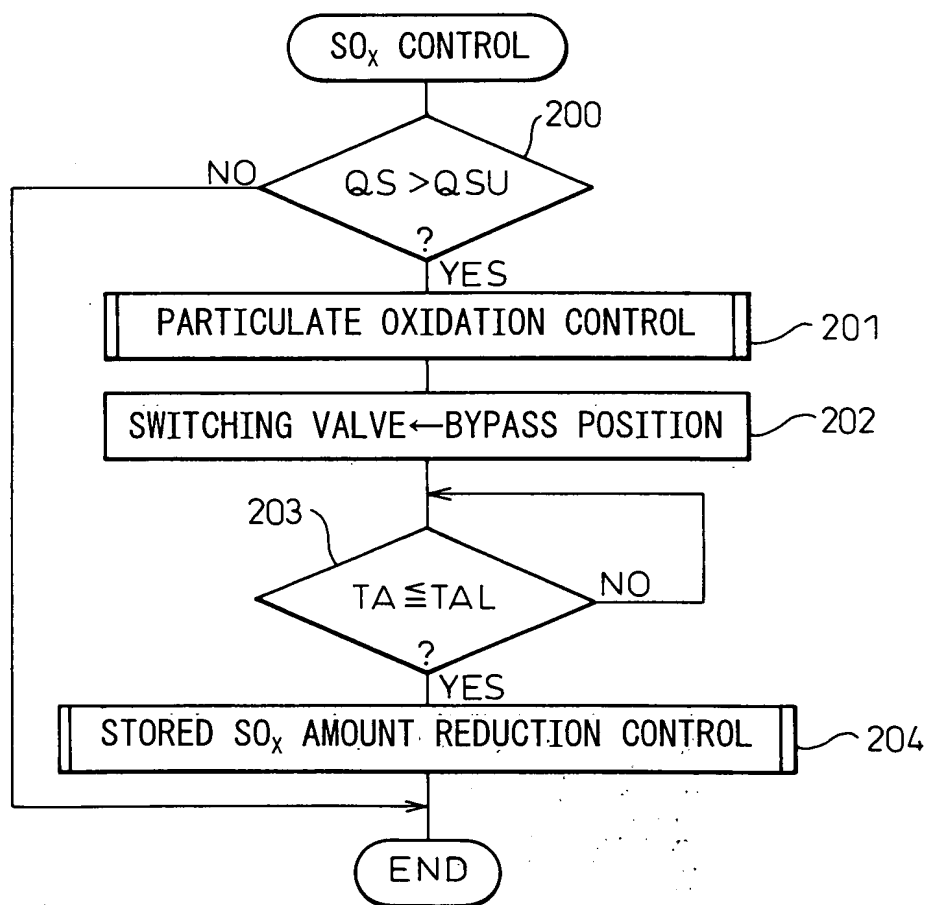 SOx CONTROL
200
NO
QS>QSU
?
YES
PARTICULATE OXIDATION CONTROL
201
SWITCHING VALVE←BYPASS POSITION
202
203
TA≦TAL
NO
?
YES
STORED SOx AMOUNT REDUCTION CONTROL
204
END